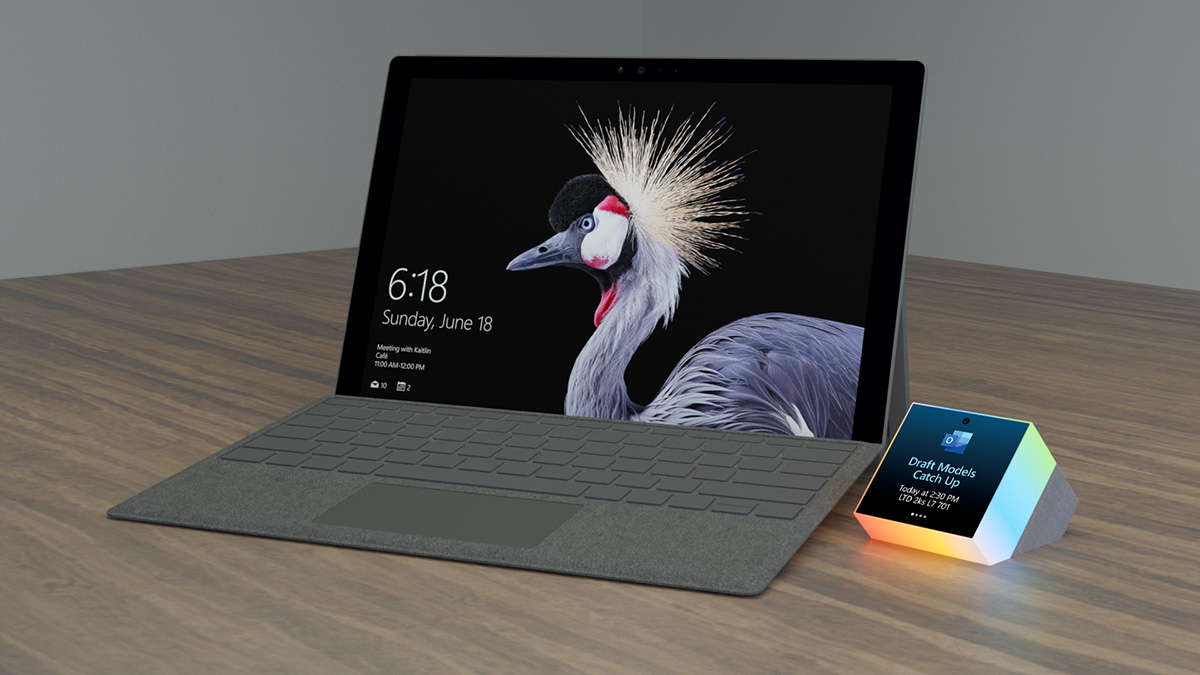 6:18
Sunday, June 18
Meeting with Kaitlin
Café
11:00 AM-12:00 PM
10
2
O
Draft Models
Catch Up
Today at 2:30 PM
LTD 2ks L7 701